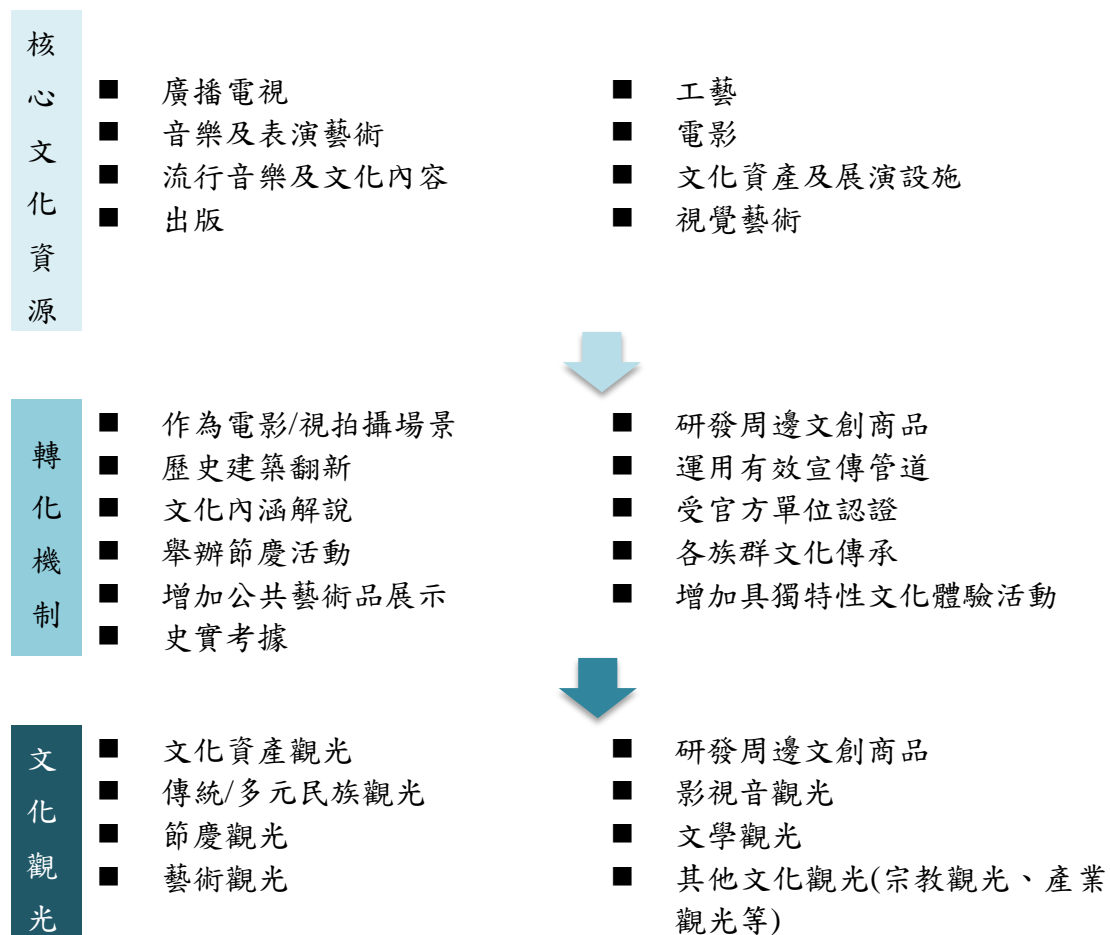 核心文化資源
■ 廣播電視
■ 音樂及表演藝術
■ 流行音樂及文化內容
■ 出版
■ 工藝
■ 電影
■ 文化資產及展演設施
■ 視覺藝術
轉化機制
■ 作為電影/視拍攝場景
■ 歷史建築翻新
■ 文化內涵解說
■ 舉辦節慶活動
■ 增加公共藝術品展示
■ 史實考據
■ 研發周邊文創商品
■ 運用有效宣傳管道
■ 受官方單位認證
■ 各族群文化傳承
■ 增加具獨特性文化體驗活動
文化觀光
■ 文化資產觀光
■ 傳統/多元民族觀光
■ 節慶觀光
■ 藝術觀光
■ 研發周邊文創商品
■ 影視音觀光
■ 文學觀光
■ 其他文化觀光(宗教觀光、產業
觀光等)